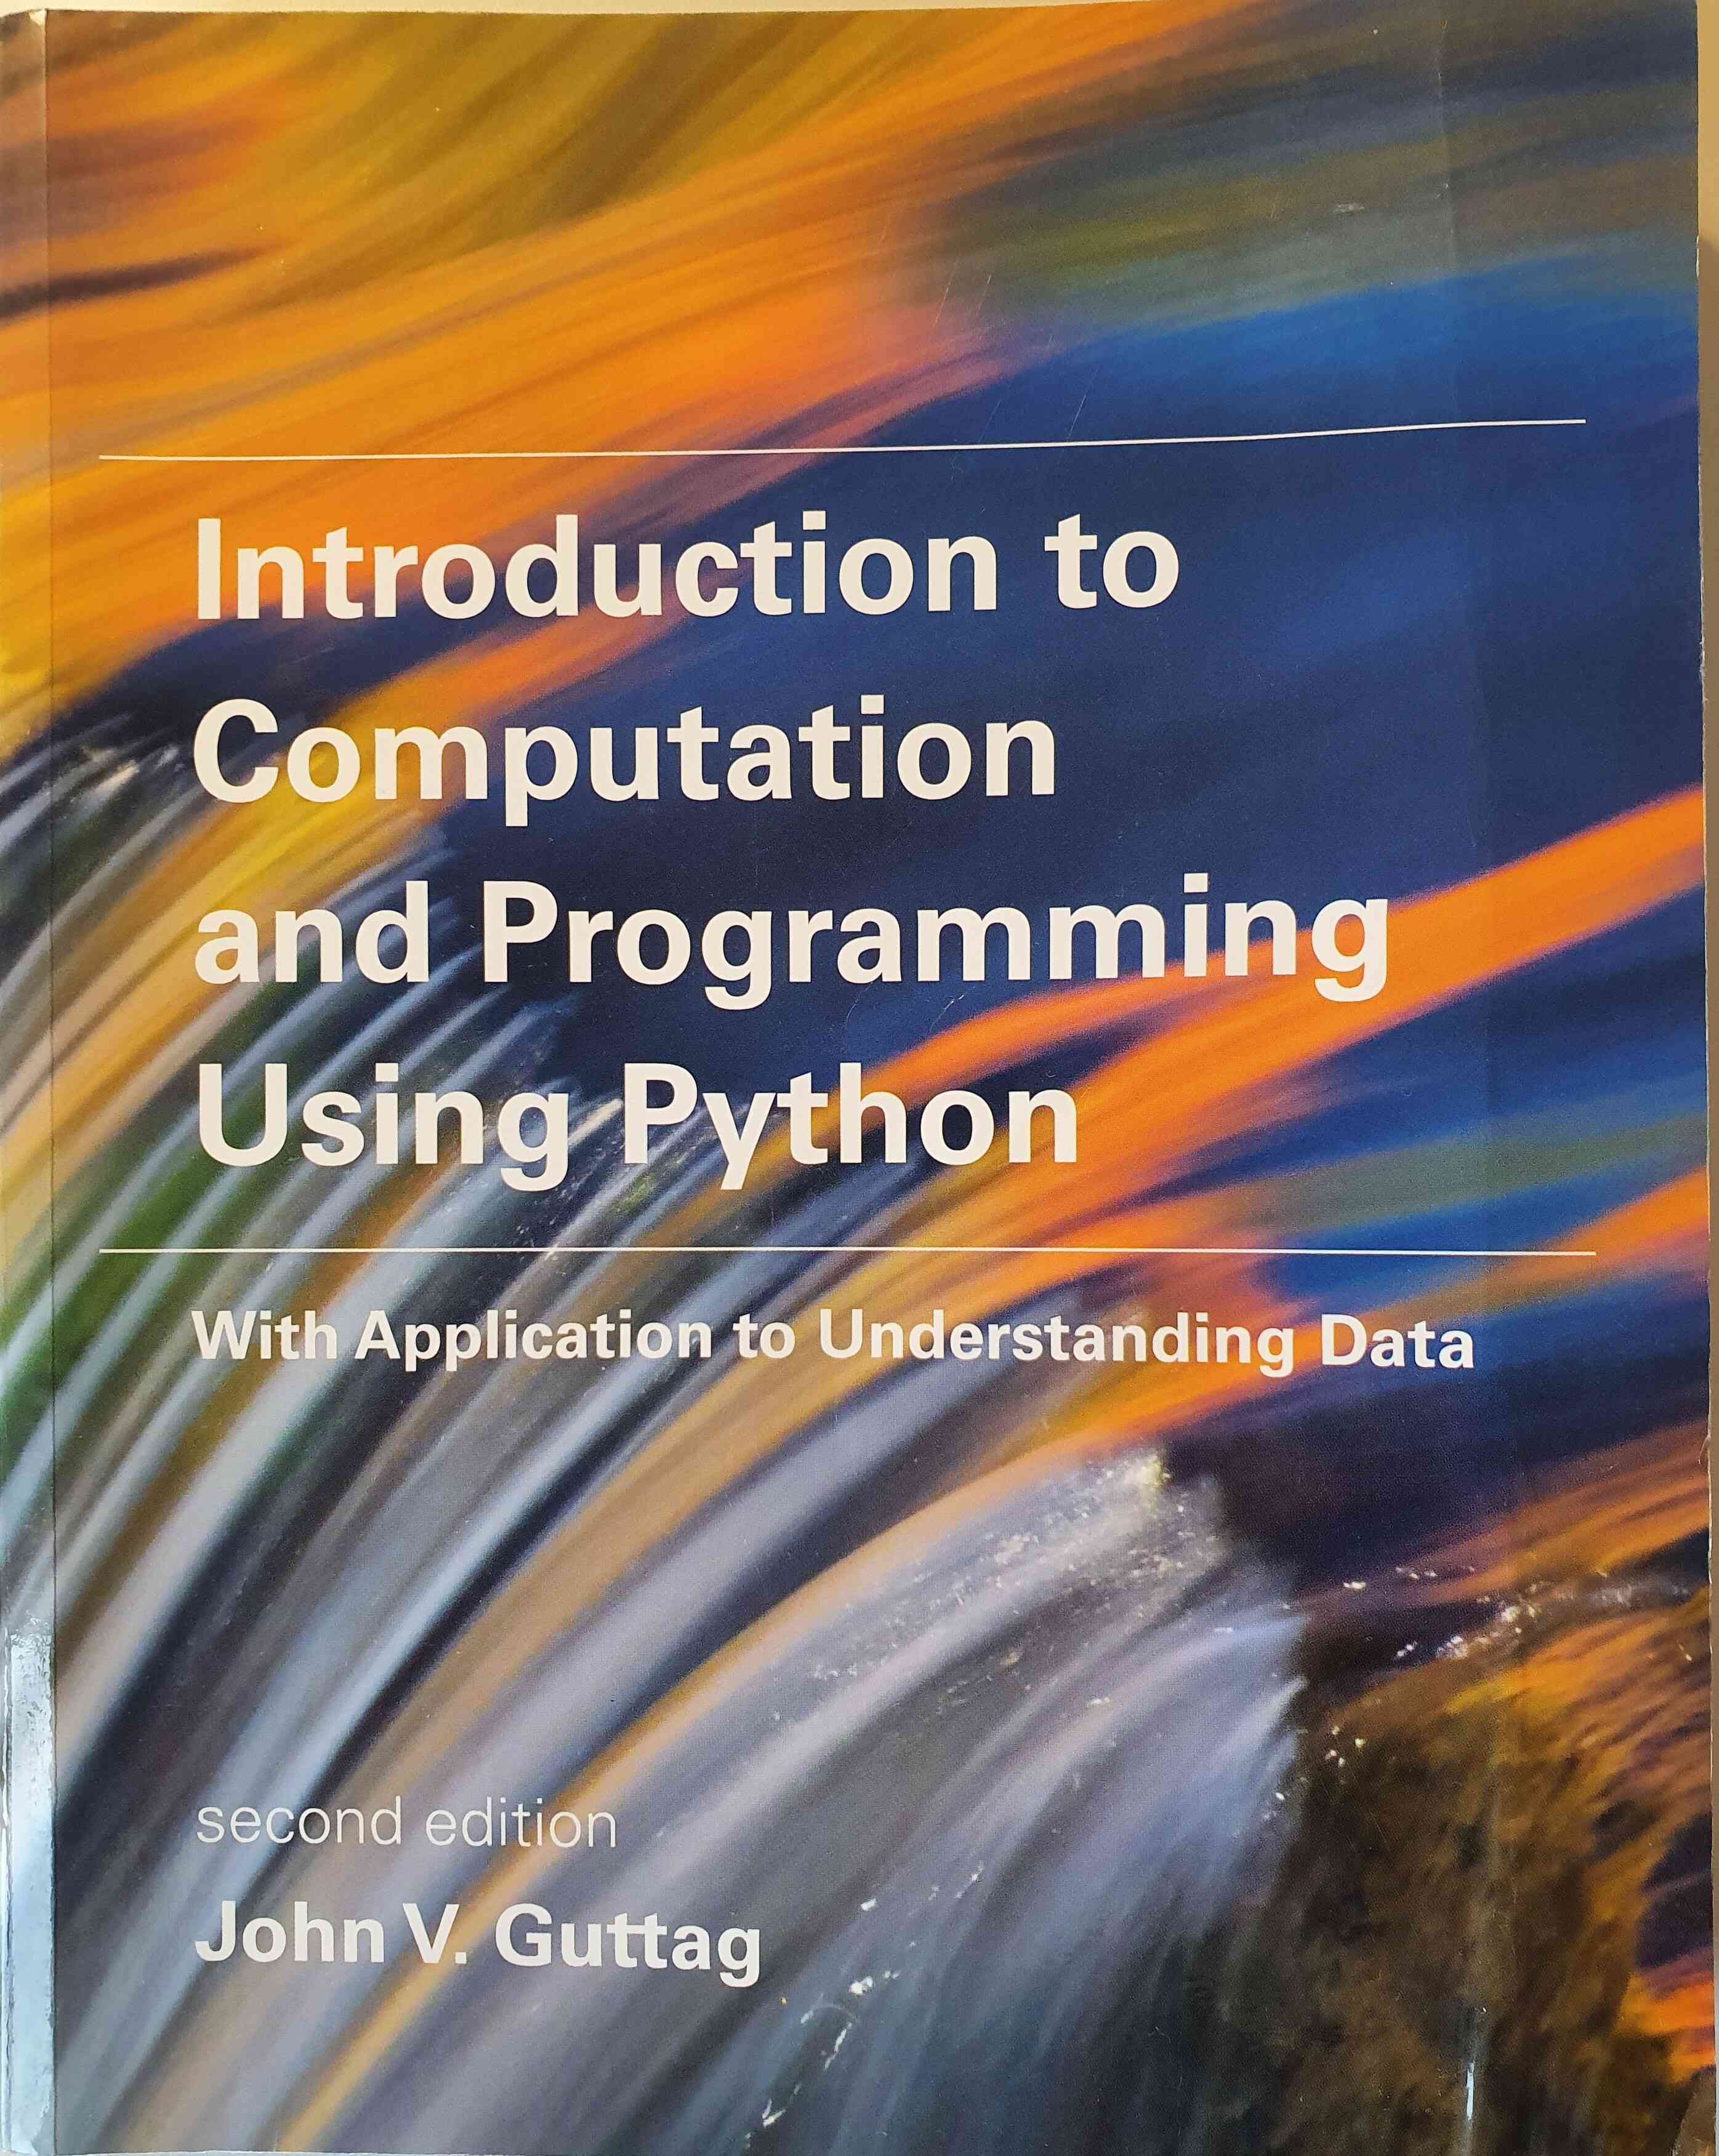 Introduction to
Computation
and Programming
Using Python
With Application to Understanding Data
second edition
John V. Guttag